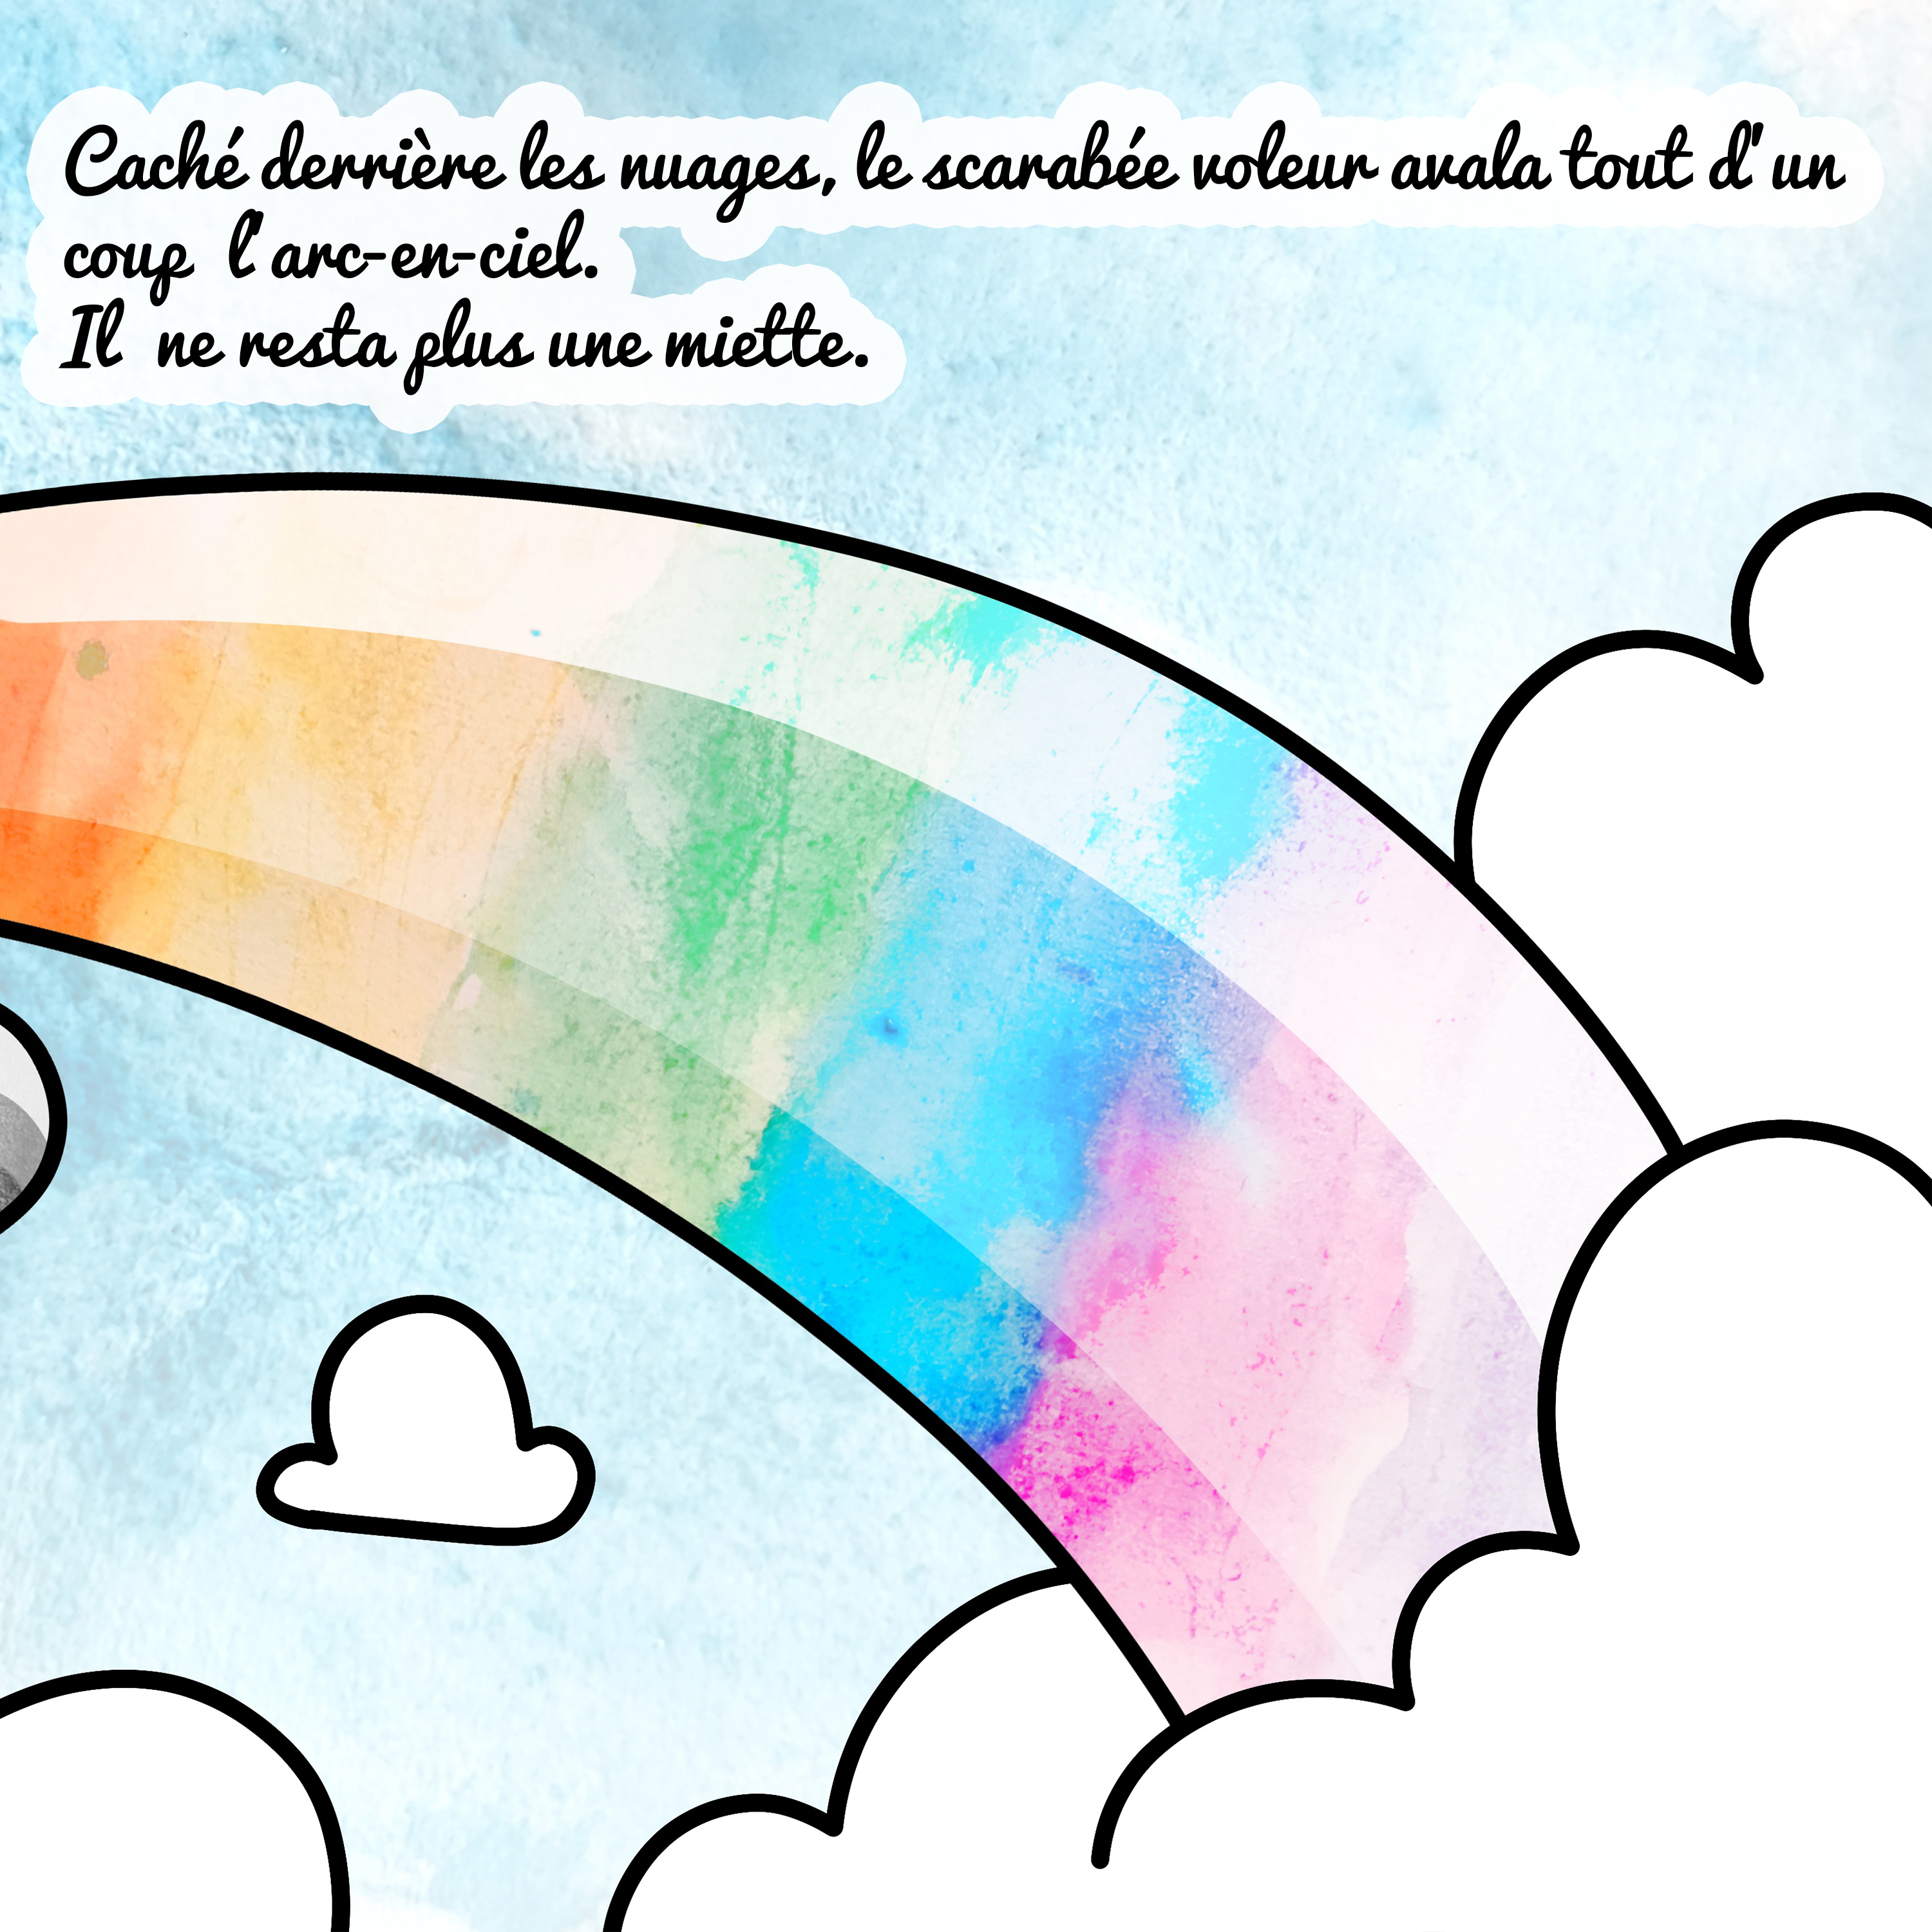 Caché derrière les nuages, le scarabée voleur avala tout d'un
coup l'arc-en-ciel.
Il ne resta plus une miette.